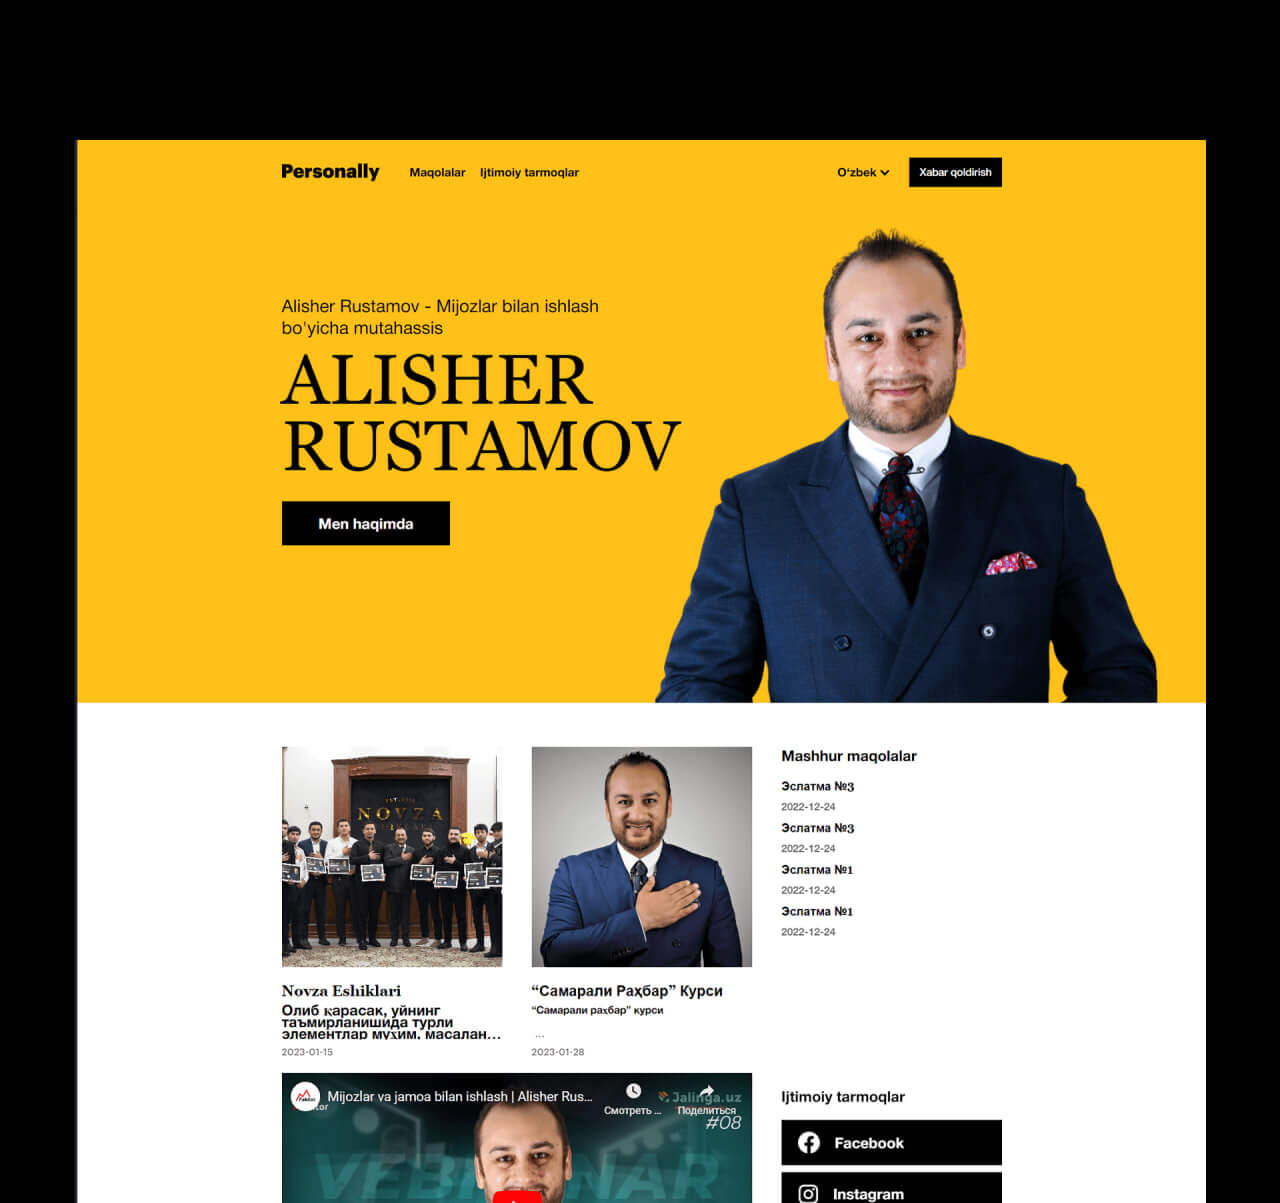 Personally
Maqolalar
Ijtimoiy tarmoqlar
O'zbek
Xabar qoldirish
Alisher Rustamov - Mijozlar bilan ishlash
bo'yicha mutahassis
ALISHER
RUSTAMOV
Men haqimda
NOVZA
Novza Eshiklari
Олиб қарасак, уйнинг
таъмирланишида турли
элементлар муҳим, масалан...
2023-01-15
“Самарали Раҳбар” Курси
“Самарали раҳбар” курси
...
2023-01-28
Mashhur maqolalar
Эслатма №3
2022-12-24
Эслатма №3
2022-12-24
Эслатма №1
2022-12-24
Эслатма №1
2022-12-24
Mijozlar va jamoa bilan ishlash | Alisher Rus...
Смотреть ...
Поделиться
Jalinga.uz
#08
VEBINAR
Ijtimoiy tarmoqlar
Facebook
Instagram